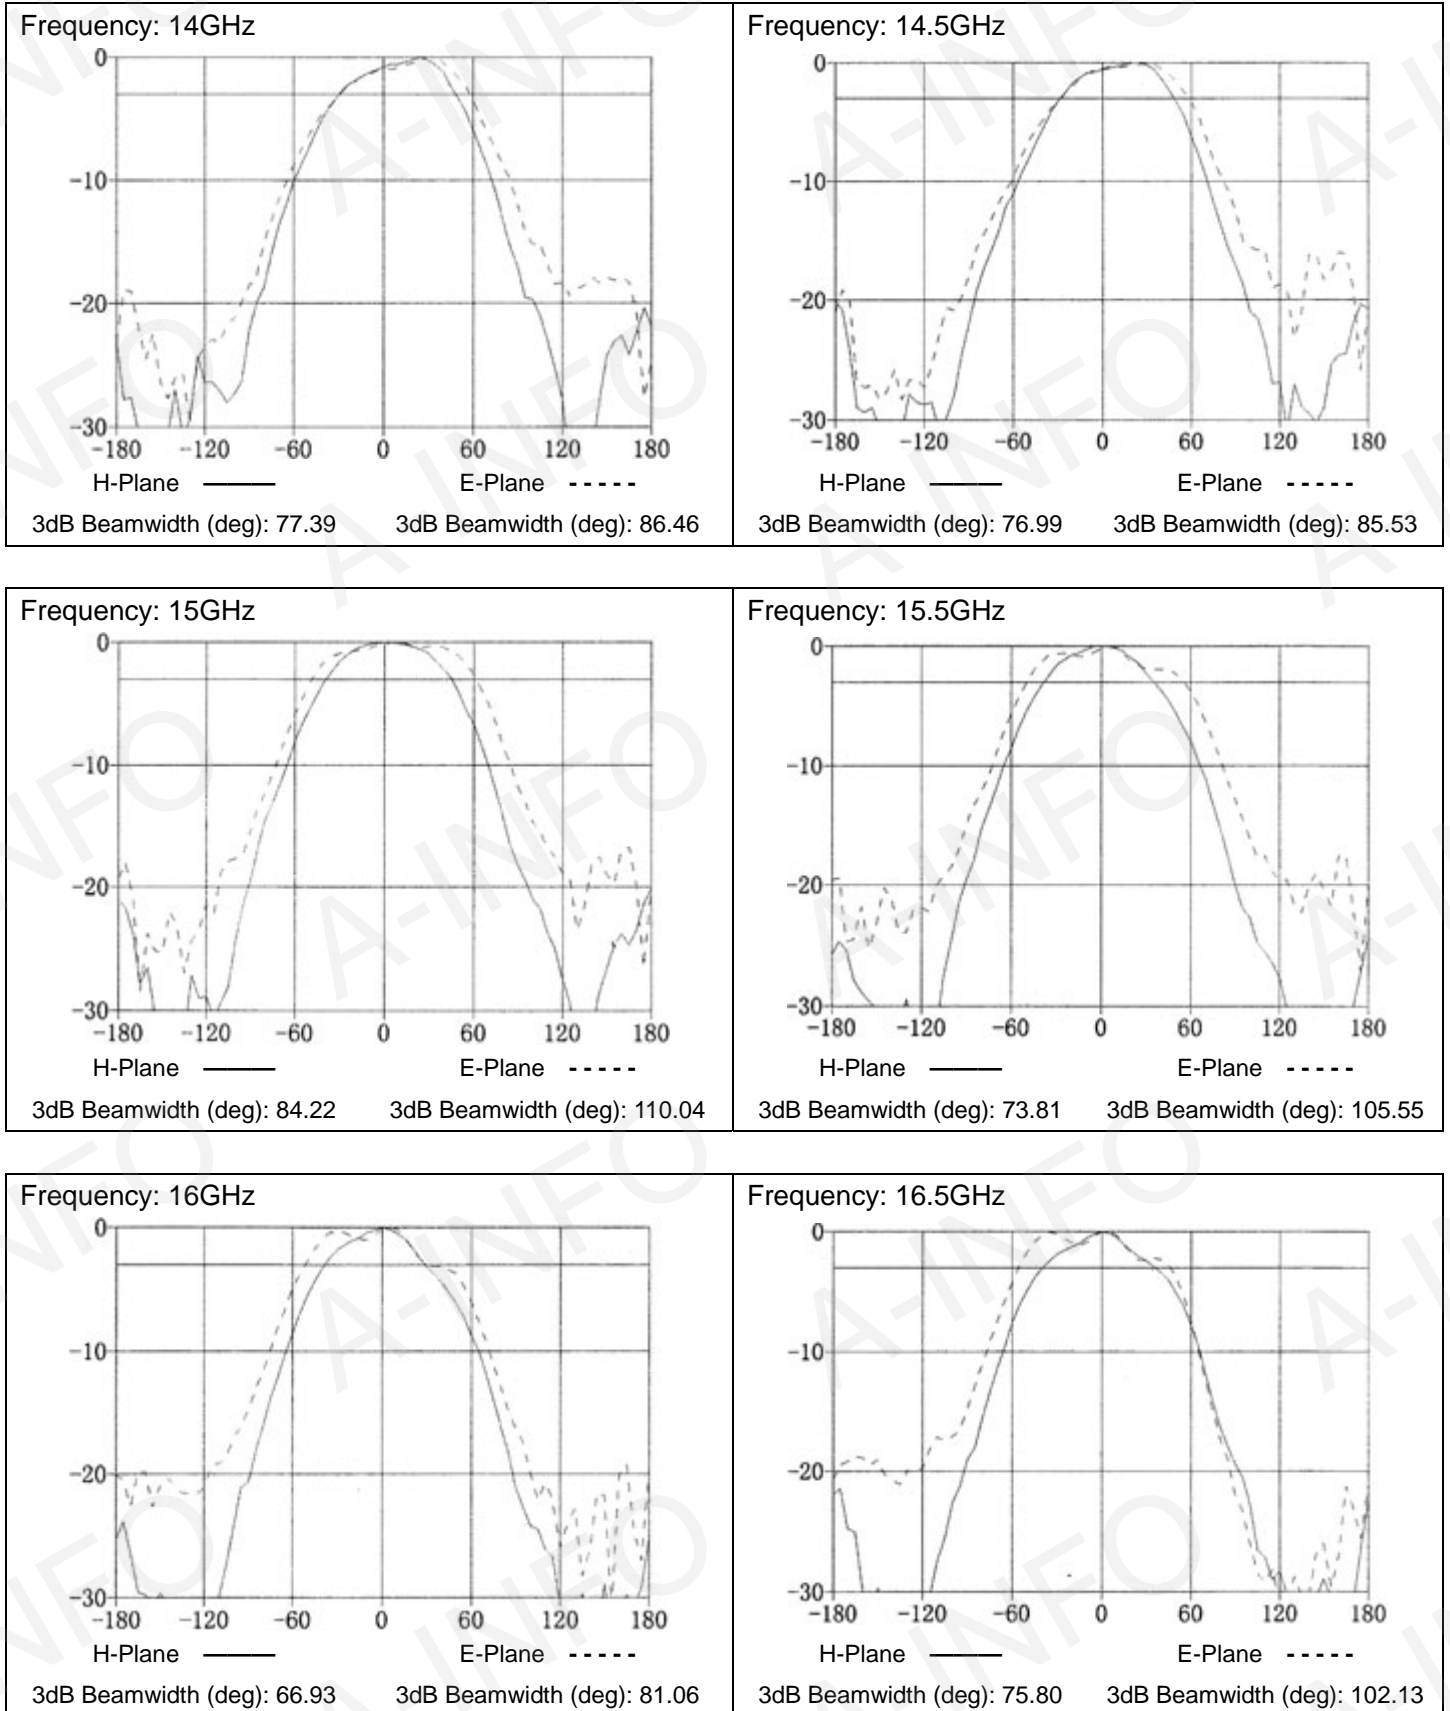 Frequency: 14GHz
0
-10
-20
-30
-180 -120 -60 0 60 120 180
H-Plane E-Plane
3dB Beamwidth (deg): 77.39 3dB Beamwidth (deg): 86.46
Frequency: 14.5GHz
0
-10
-20
-30
-180 -120 -60 0 60 120 180
H-Plane E-Plane
3dB Beamwidth (deg): 76.99 3dB Beamwidth (deg): 85.53
Frequency: 15GHz
0
-10
-20
-30
-180 -120 -60 0 60 120 180
H-Plane E-Plane
3dB Beamwidth (deg): 84.22 3dB Beamwidth (deg): 110.04
Frequency: 15.5GHz
0
-10
-20
-30
-180 -120 -60 0 60 120 180
H-Plane E-Plane
3dB Beamwidth (deg): 73.81 3dB Beamwidth (deg): 105.55
Frequency: 16GHz
0
-10
-20
-30
-180 -120 -60 0 60 120 180
H-Plane E-Plane
3dB Beamwidth (deg): 66.93 3dB Beamwidth (deg): 81.06
Frequency: 16.5GHz
0
-10
-20
-30
-180 -120 -60 0 60 120 180
H-Plane E-Plane
3dB Beamwidth (deg): 75.80 3dB Beamwidth (deg): 102.13
A-INFO